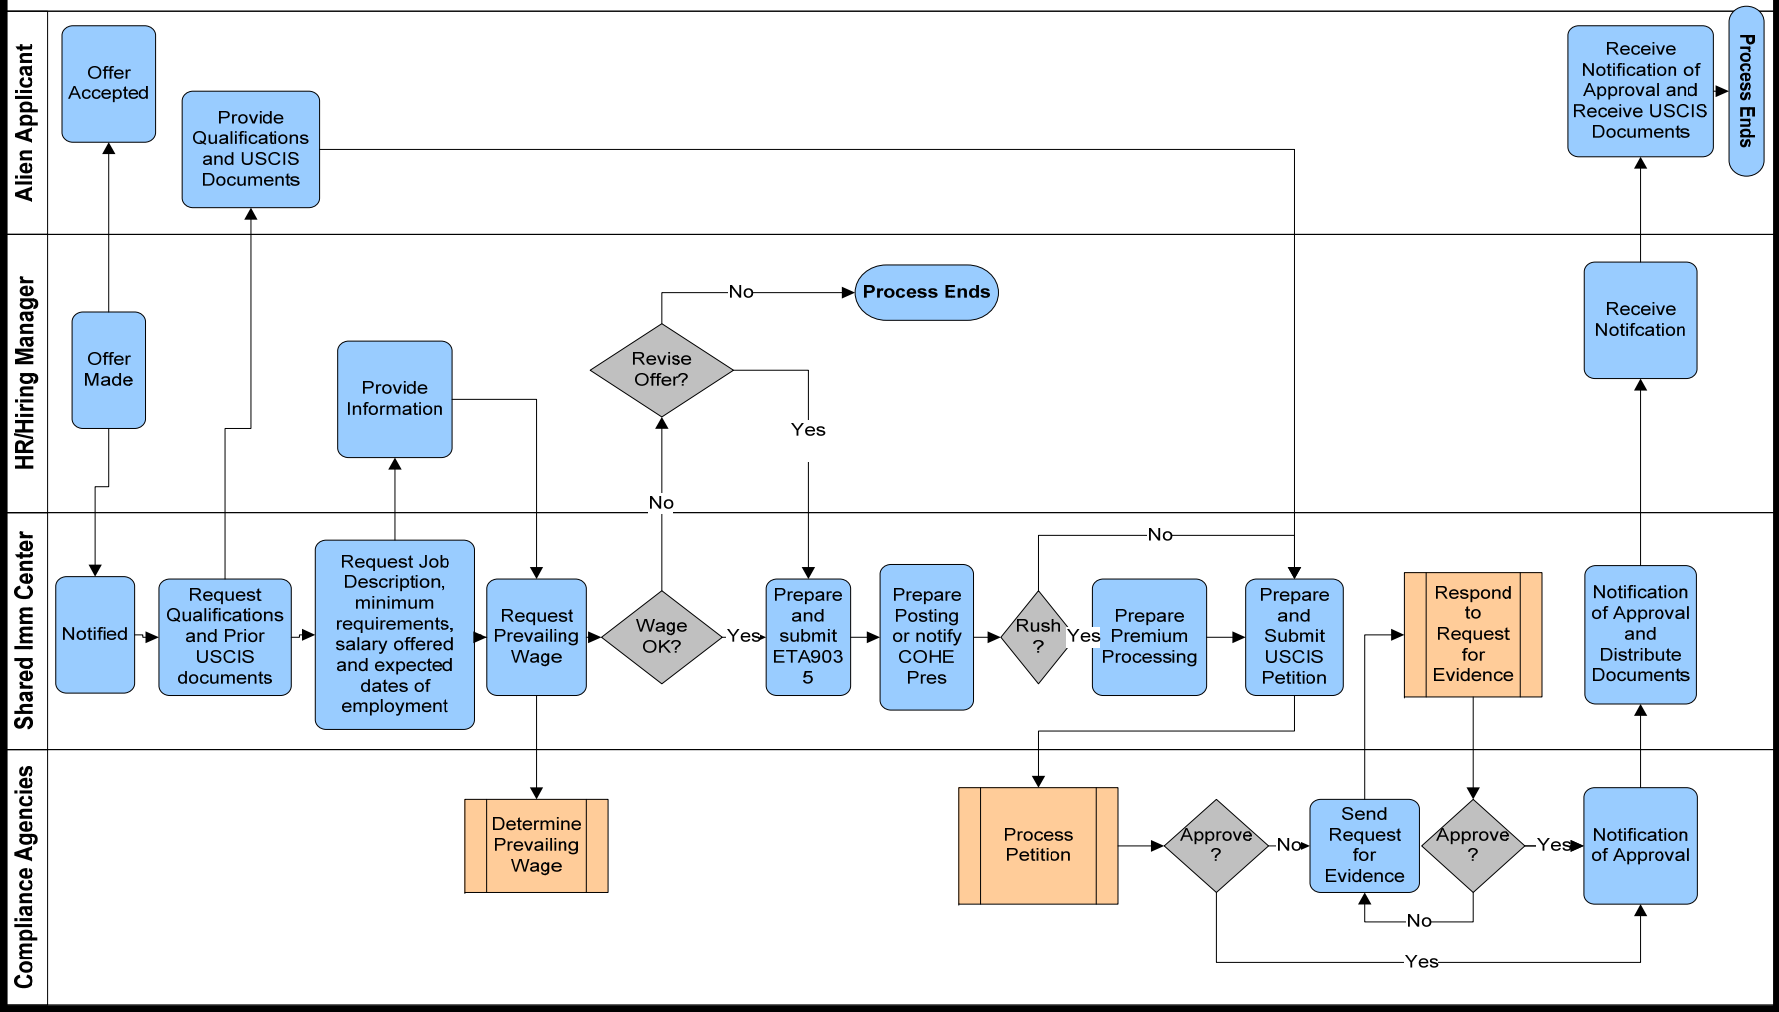 Alien Applicant
Offer
Accepted
Provide
Qualifications
and USCIS
Documents
Receive
Notification of
Approval and
Receive USCIS
Documents
Process Ends
HR/Hiring Manager
Offer
Made
Provide
Information
Revise
Offer?
No
Process Ends
Yes
No
Receive
Notifcation
Shared Imm Center
Notified
Request
Qualifications
and Prior
USCIS
documents
Request Job
Description,
minimum
requirements,
salary offered
and expected
dates of
employment
Request
Prevailing
Wage
Wage
OK?
Yes
Prepare
and
submit
ETA903
5
Prepare
Posting
or notify
COHE
Pres
Rush
?
No
Yes
Prepare
Premium
Processing
Prepare
and
Submit
USCIS
Petition
Respond
to
Request
for
Evidence
Notification
of Approval
and
Distribute
Documents
Compliance Agencies
Determine
Prevailing
Wage
Process
Petition
Approve
?
No
Send
Request
for
Evidence
Approve
?
Yes
No
Yes
Notification
of Approval